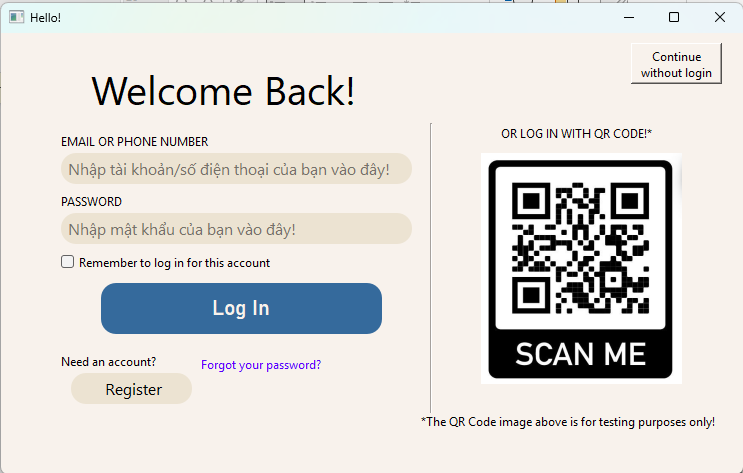 Hello!
Continue
without login
Welcome Back!
EMAIL OR PHONE NUMBER
Nhập tài khoản/số điện thoại của bạn vào đây!
PASSWORD
Nhập mật khẩu của bạn vào đây!
Remember to log in for this account
Log In
Need an account?
Forgot your password?
Register
OR LOG IN WITH QR CODE!*
SCAN ME
*The QR Code image above is for testing purposes only!